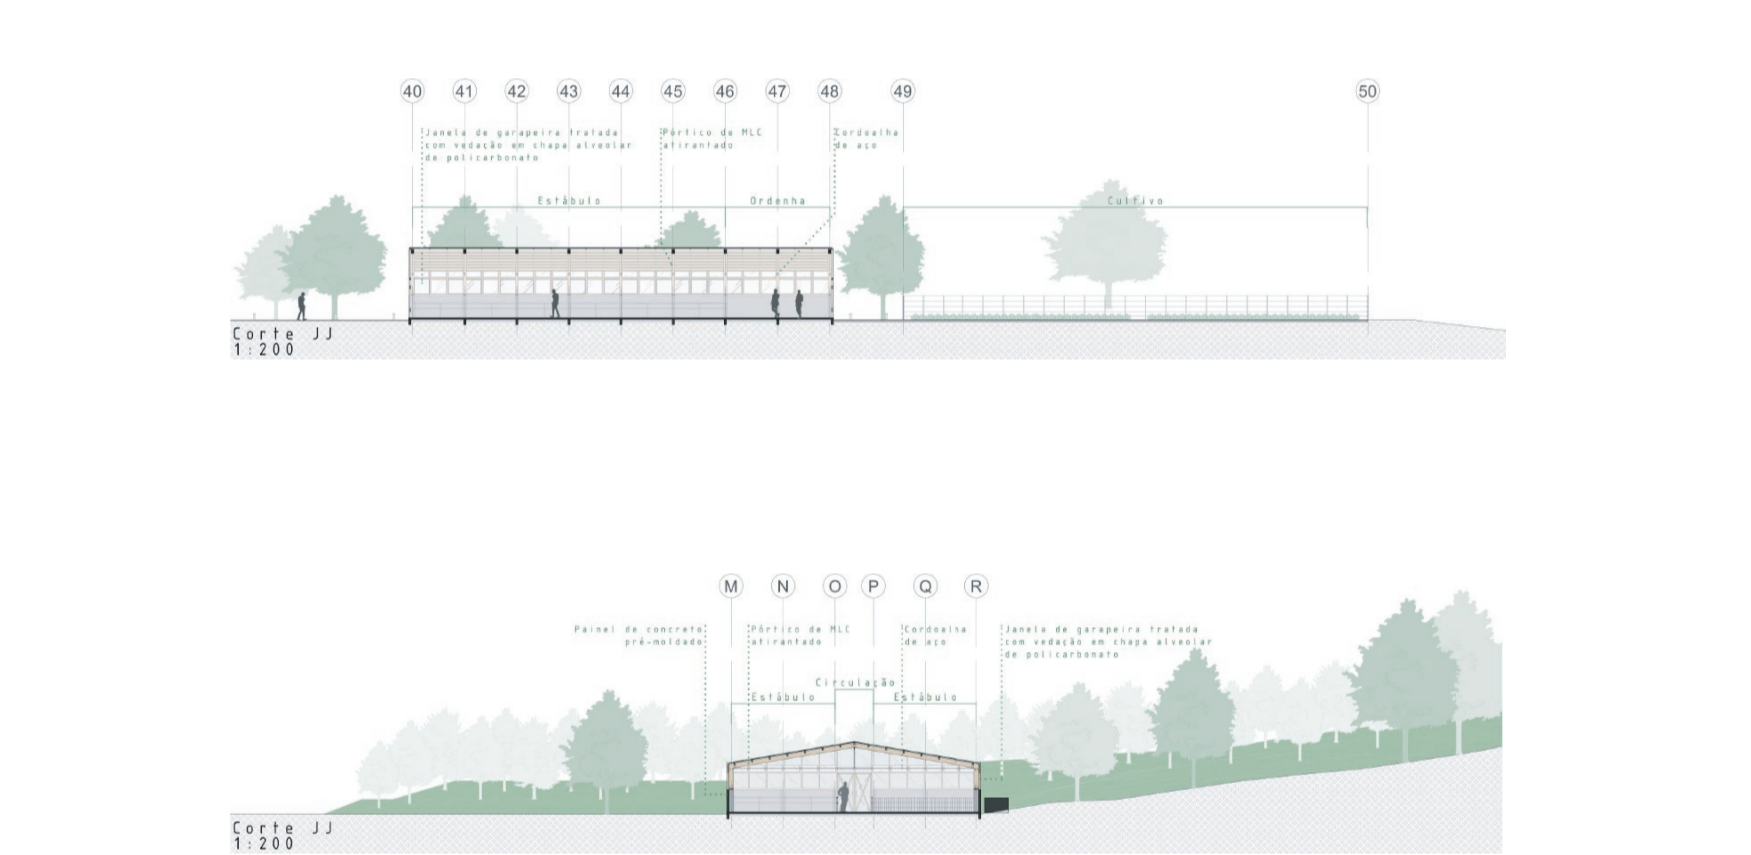 40 41 42 43 44 45 46 47 48 49 50
Janela de garapeira tratada
com vedação em chapa alveolar
de policarbonato
Pórtico de MLC
atirantado
Cordoalha
de aço
Estábulo
Ordenha
Cultivo
Corte JJ
1:200
M N O P Q R
Painel de concreto
pré-moldado
Pórtico de MLC
atirantado
Cordoalha
de aço
Janela de garapeira tratada
com vedação em chapa alveolar
de policarbonato
Circulação
Estábulo
Estábulo
Corte JJ
1:200